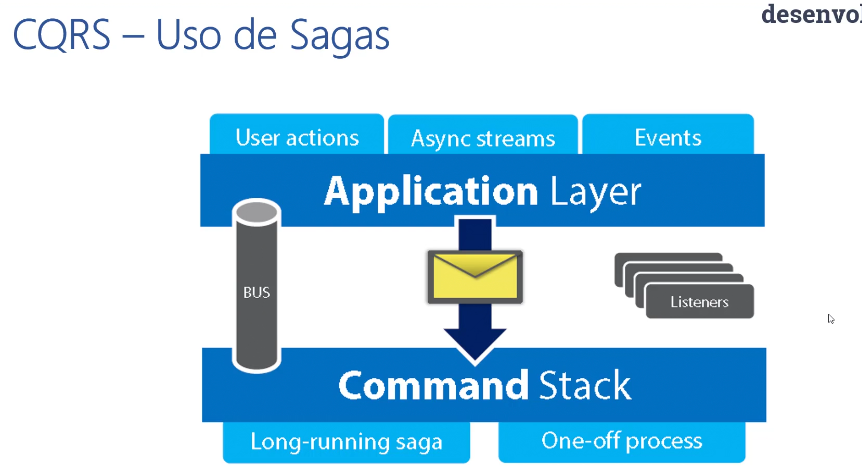 desenvol
CQRS – Uso de Sagas
User actions
Async streams
Events
Application Layer
BUS
Listeners
Command Stack
Long-running saga
One-off process